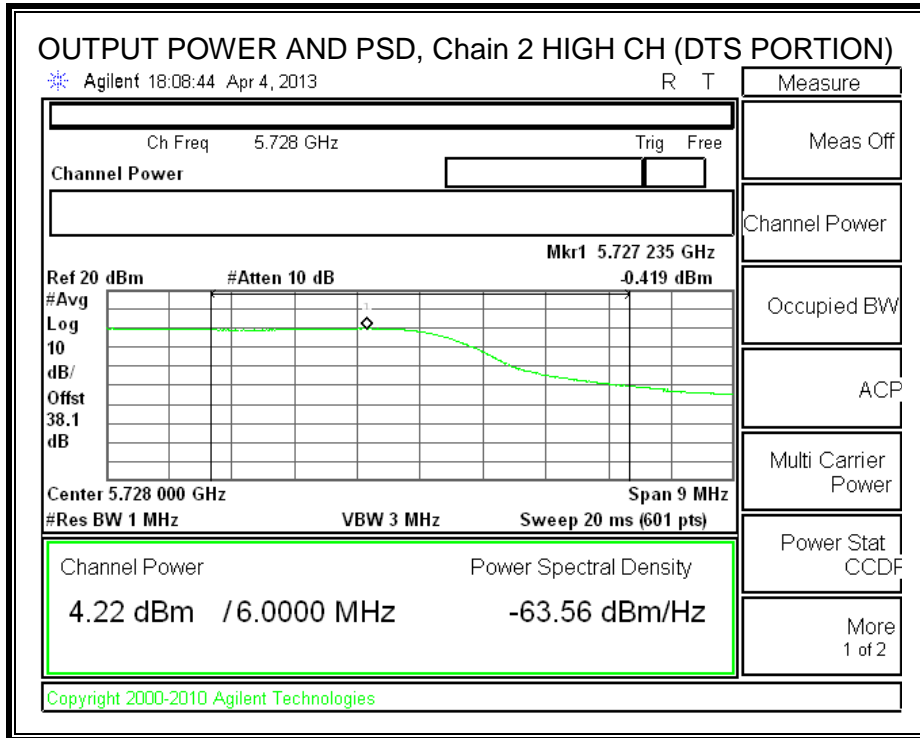 OUTPUT POWER AND PSD, Chain 2 HIGH CH (DTS PORTION)
Agilent 18:08:44 Apr 4, 2013
R T
Measure
Ch Freq 5.728 GHz
Trig Free
Meas Off
Channel Power
Channel Power
Mkr1 5.727 235 GHz
Ref 20 dBm #Atten 10 dB -0.419 dBm
#Avg
Log
10
dB/
Offst
38.1
dB
1
Occupied BW
ACP
Multi Carrier
Power
Center 5.728 000 GHz Span 9 MHz
#Res BW 1 MHz VBW 3 MHz Sweep 20 ms (601 pts)
Power Stat
CCDF
Channel Power Power Spectral Density
4.22 dBm / 6.0000 MHz -63.56 dBm/Hz
More
1 of 2
Copyright 2000-2010 Agilent Technologies